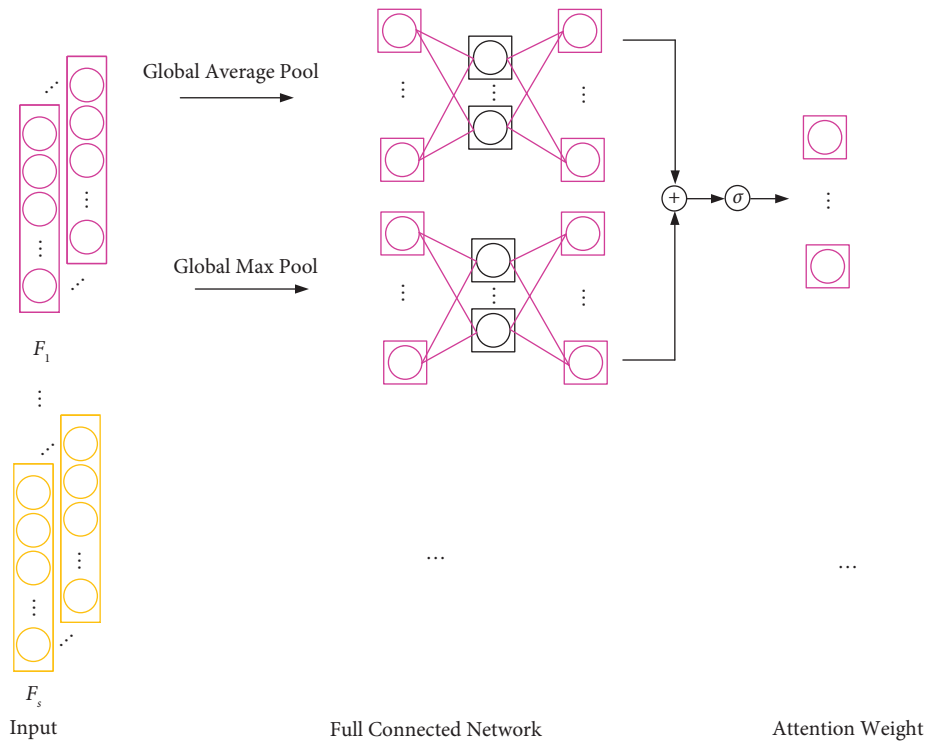 Global Average Pool
Global Max Pool
+
σ
F1
Fs
...
...
Input
Full Connected Network
Attention Weight